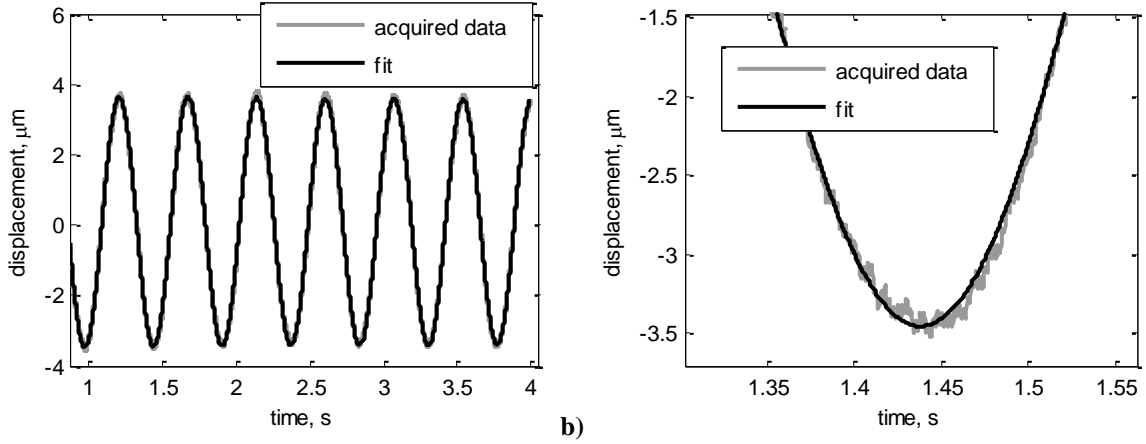 6
4
2
0
-2
-4
displacement, μm
1
1.5
2
2.5
3
3.5
4
time, s
acquired data
fit
b)
-1.5
-2
-2.5
-3
-3.5
displacement, μm
1.35
1.4
1.45
1.5
1.55
time, s
acquired data
fit